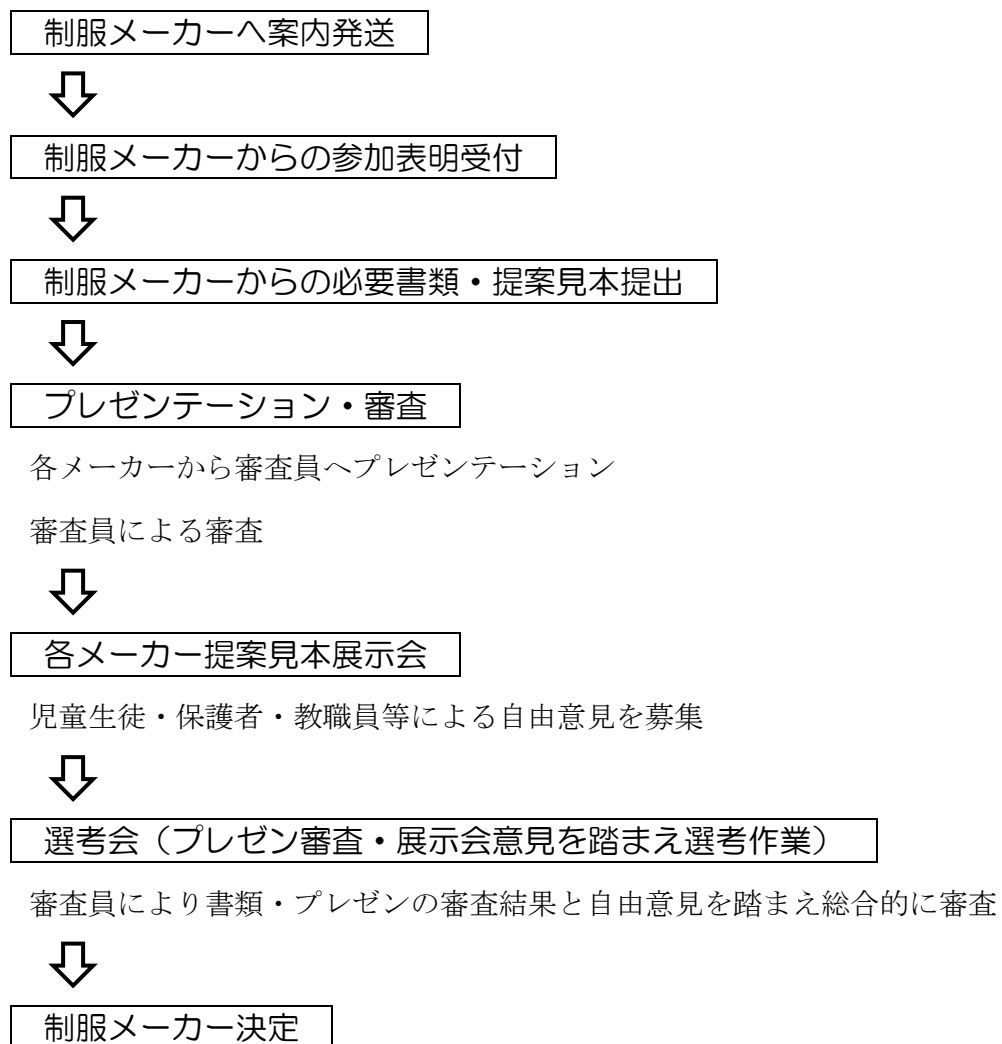 制服メーカーへ案内発送
制服メーカーからの参加表明受付
制服メーカーからの必要書類・提案見本提出
プレゼンテーション・審査
各メーカーから審査員へプレゼンテーション
審査員による審査
各メーカー提案見本展示会
児童生徒・保護者・教職員等による自由意見を募集
選考会（プレゼン審査・展示会意見を踏まえ選考作業）
審査員により書類・プレゼンの審査結果と自由意見を踏まえ総合的に審査
制服メーカー決定